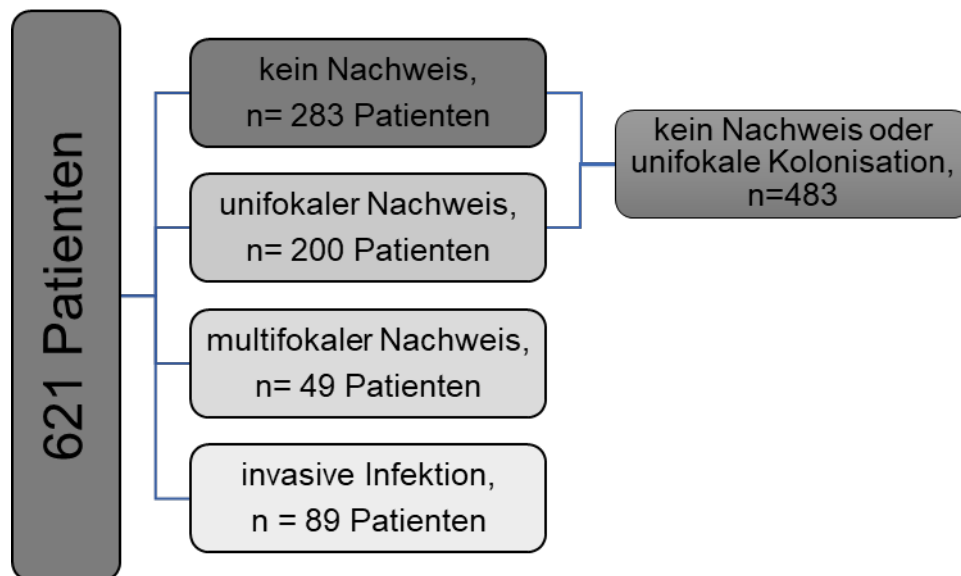 621 Patienten
kein Nachweis,
n= 283 Patienten
unifokaler Nachweis,
n= 200 Patienten
multifokaler Nachweis,
n= 49 Patienten
invasive Infektion,
n = 89 Patienten
kein Nachweis oder
unifokale Kolonisation,
n=483